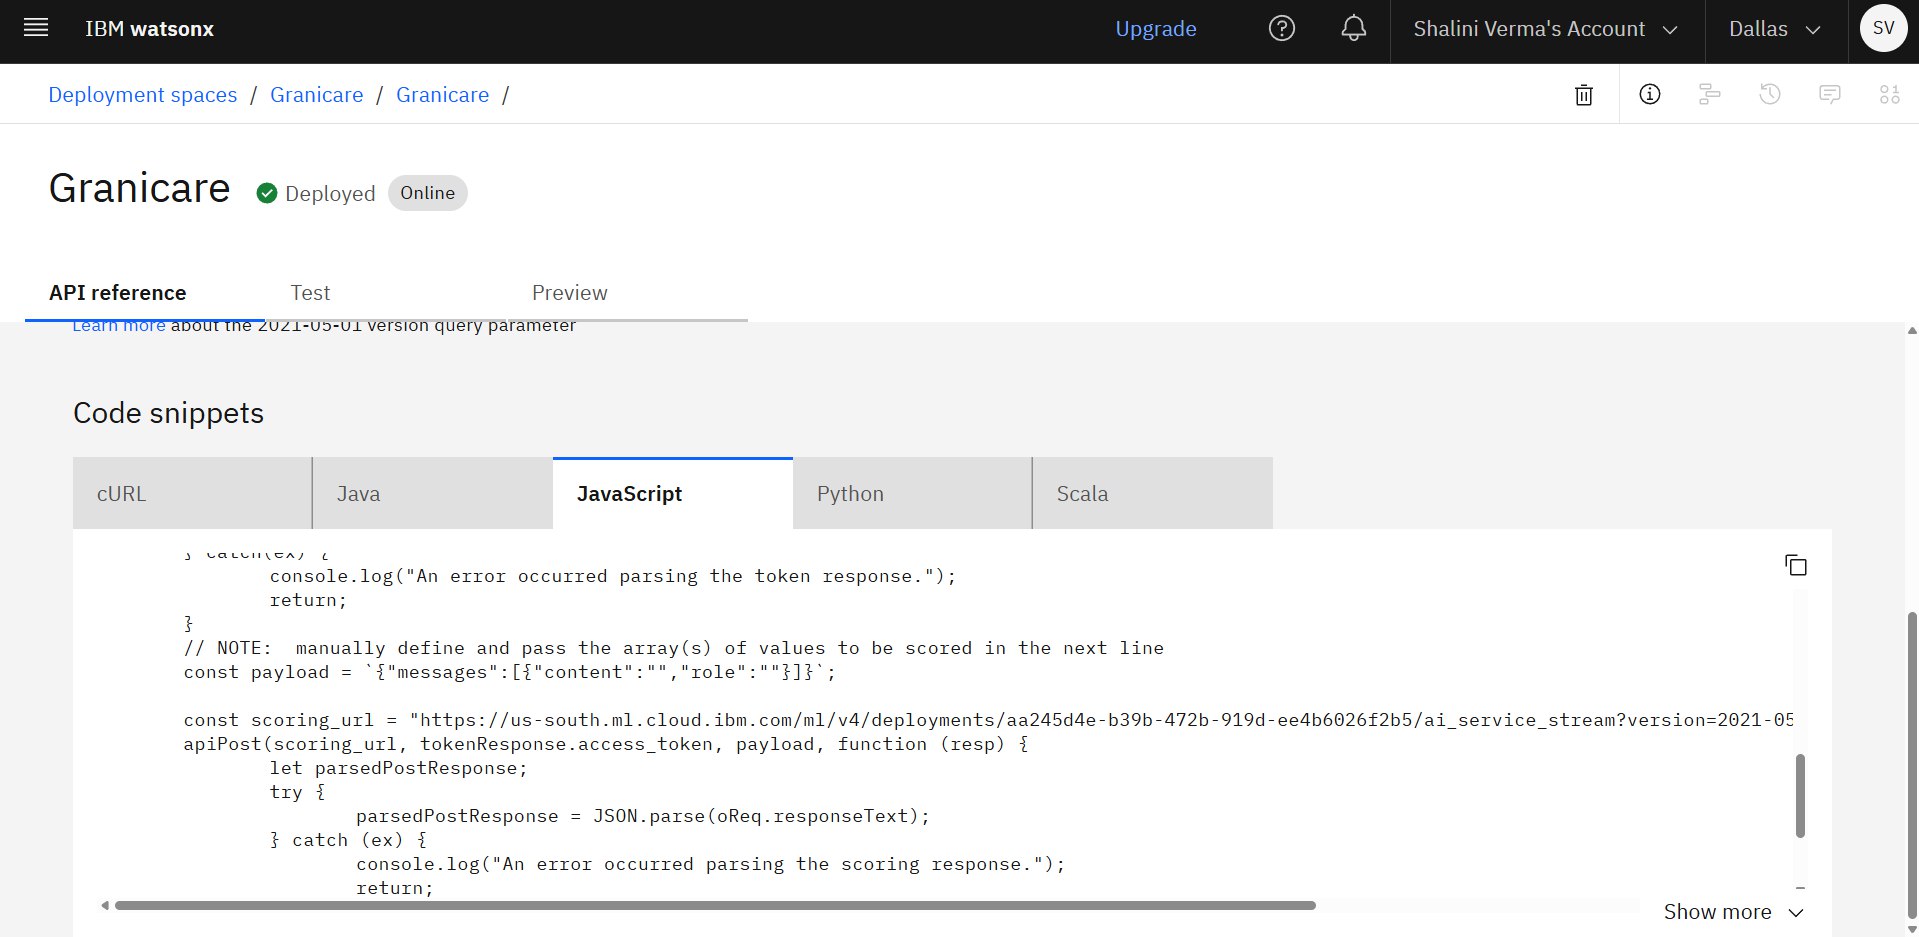 IBM watsonx
Upgrade
Shalini Verma's Account
Dallas
SV
Deployment spaces / Granicare / Granicare /
Granicare
Deployed
Online
API reference
Test
Preview
Learn more about the 2021-05-01 version query parameter
Code snippets
cURL
Java
JavaScript
Python
Scala
} catch(ex) {
console.log("An error occurred parsing the token response.");
return;
}
// NOTE:  manually define and pass the array(s) of values to be scored in the next line
const payload = `{"messages":[{"content":"","role":""}]}`;
const scoring_url = "https://us-south.ml.cloud.ibm.com/ml/v4/deployments/aa245d4e-b39b-472b-919d-ee4b6026f2b5/ai_service_stream?version=2021-05
apiPost(scoring_url, tokenResponse.access_token, payload, function (resp) {
let parsedPostResponse;
try {
parsedPostResponse = JSON.parse(oReq.responseText);
} catch (ex) {
console.log("An error occurred parsing the scoring response.");
return;
Show more